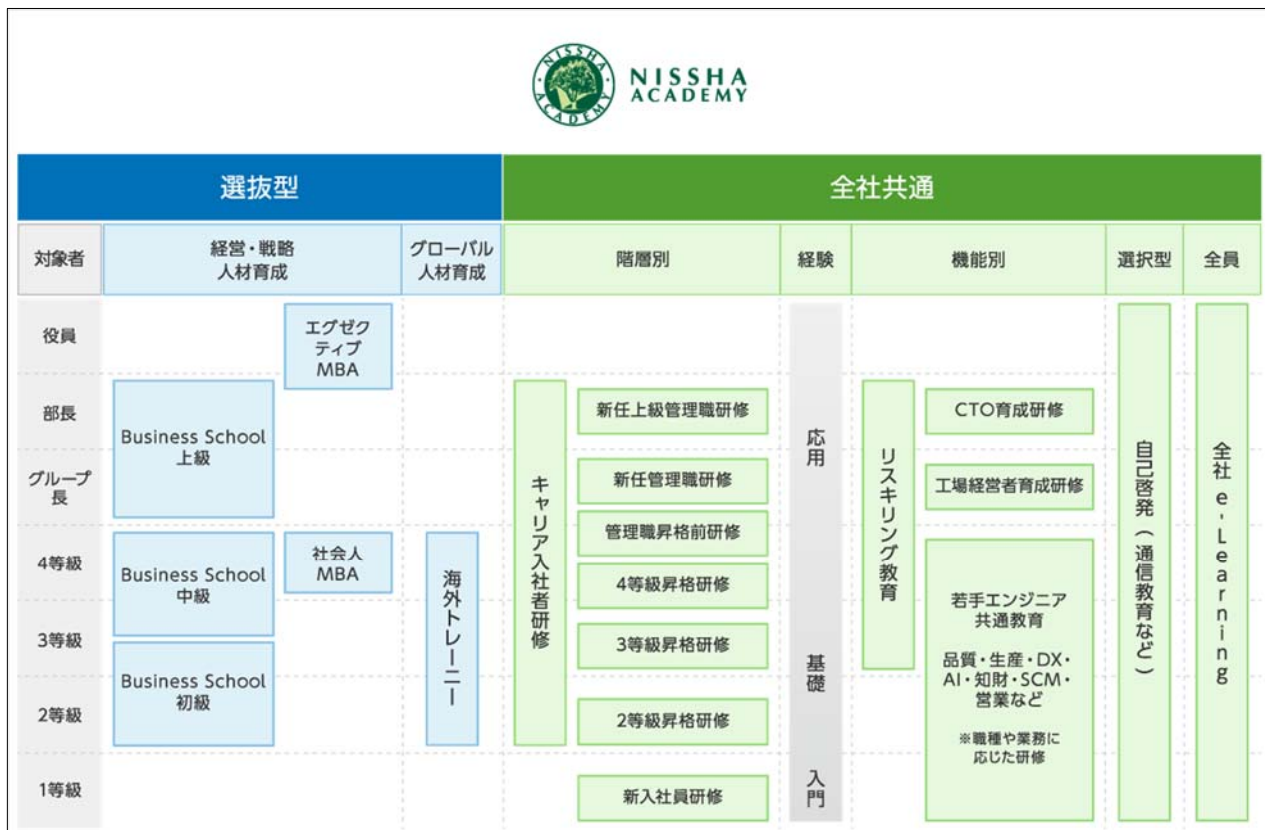 NISSHA ACADEMY
NISSHA
ACADEMY
選抜型
全社共通
対象者
経営・戦略
人材育成
グローバル
人材育成
階層別
経験
機能別
選択型
全員
役員
部長
グループ
長
4等級
3等級
2等級
1等級
エグゼク
ティブ
MBA
Business School
上級
Business School
中級
社会人
MBA
Business School
初級
海外トレーニー
キャリア入社者研修
新任上級管理職研修
新任管理職研修
管理職昇格前研修
4等級昇格研修
3等級昇格研修
2等級昇格研修
新入社員研修
応用
基礎
入門
リスキリング教育
CTO育成研修
工場経営者育成研修
若手エンジニア
共通教育
品質・生産・DX・
AI・知財・SCM・
営業など
※職種や業務に
応じた研修
自己啓発(通信教育など)
全社 e-Learning